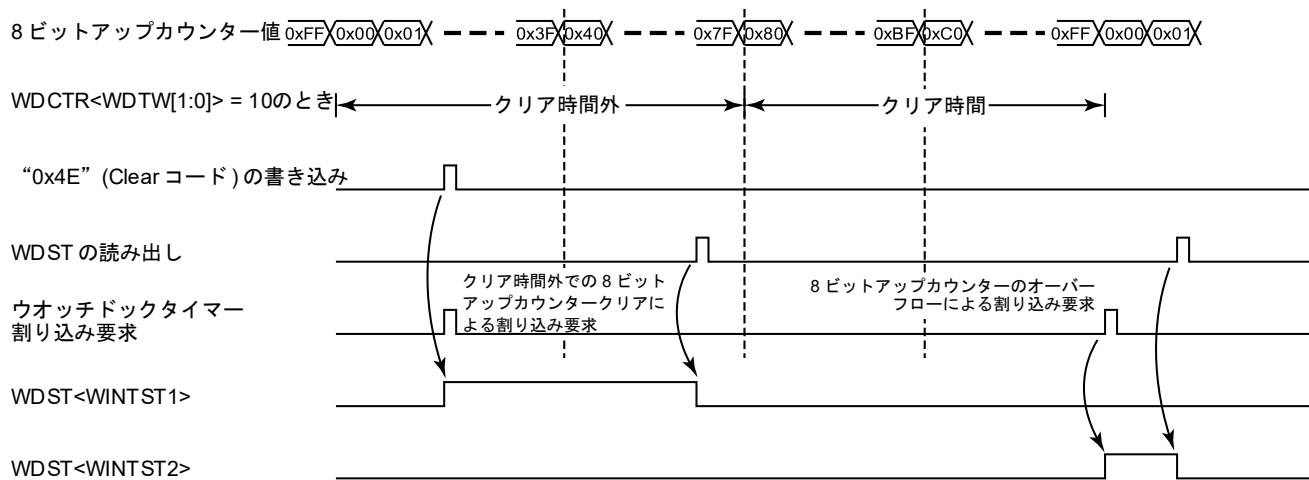 8 ビットアップカウンター値 0xFF 0x00 0x01 0x3F 0x40 0x7F 0x80 0xBF 0xC0 0xFF 0x00 0x01
WDCTR<WDTW[1:0]> = 10のとき クリア時間外 クリア時間
“0x4E” (Clear コード ) の書き込み
WDST の読み出し
クリア時間外での 8 ビット
アップカウンタークリアに
よる割り込み要求
8 ビットアップカウンターのオーバー
フローによる割り込み要求
ウオッチドックタイマー
割り込み要求
WDST<WINTST1>
WDST<WINTST2>